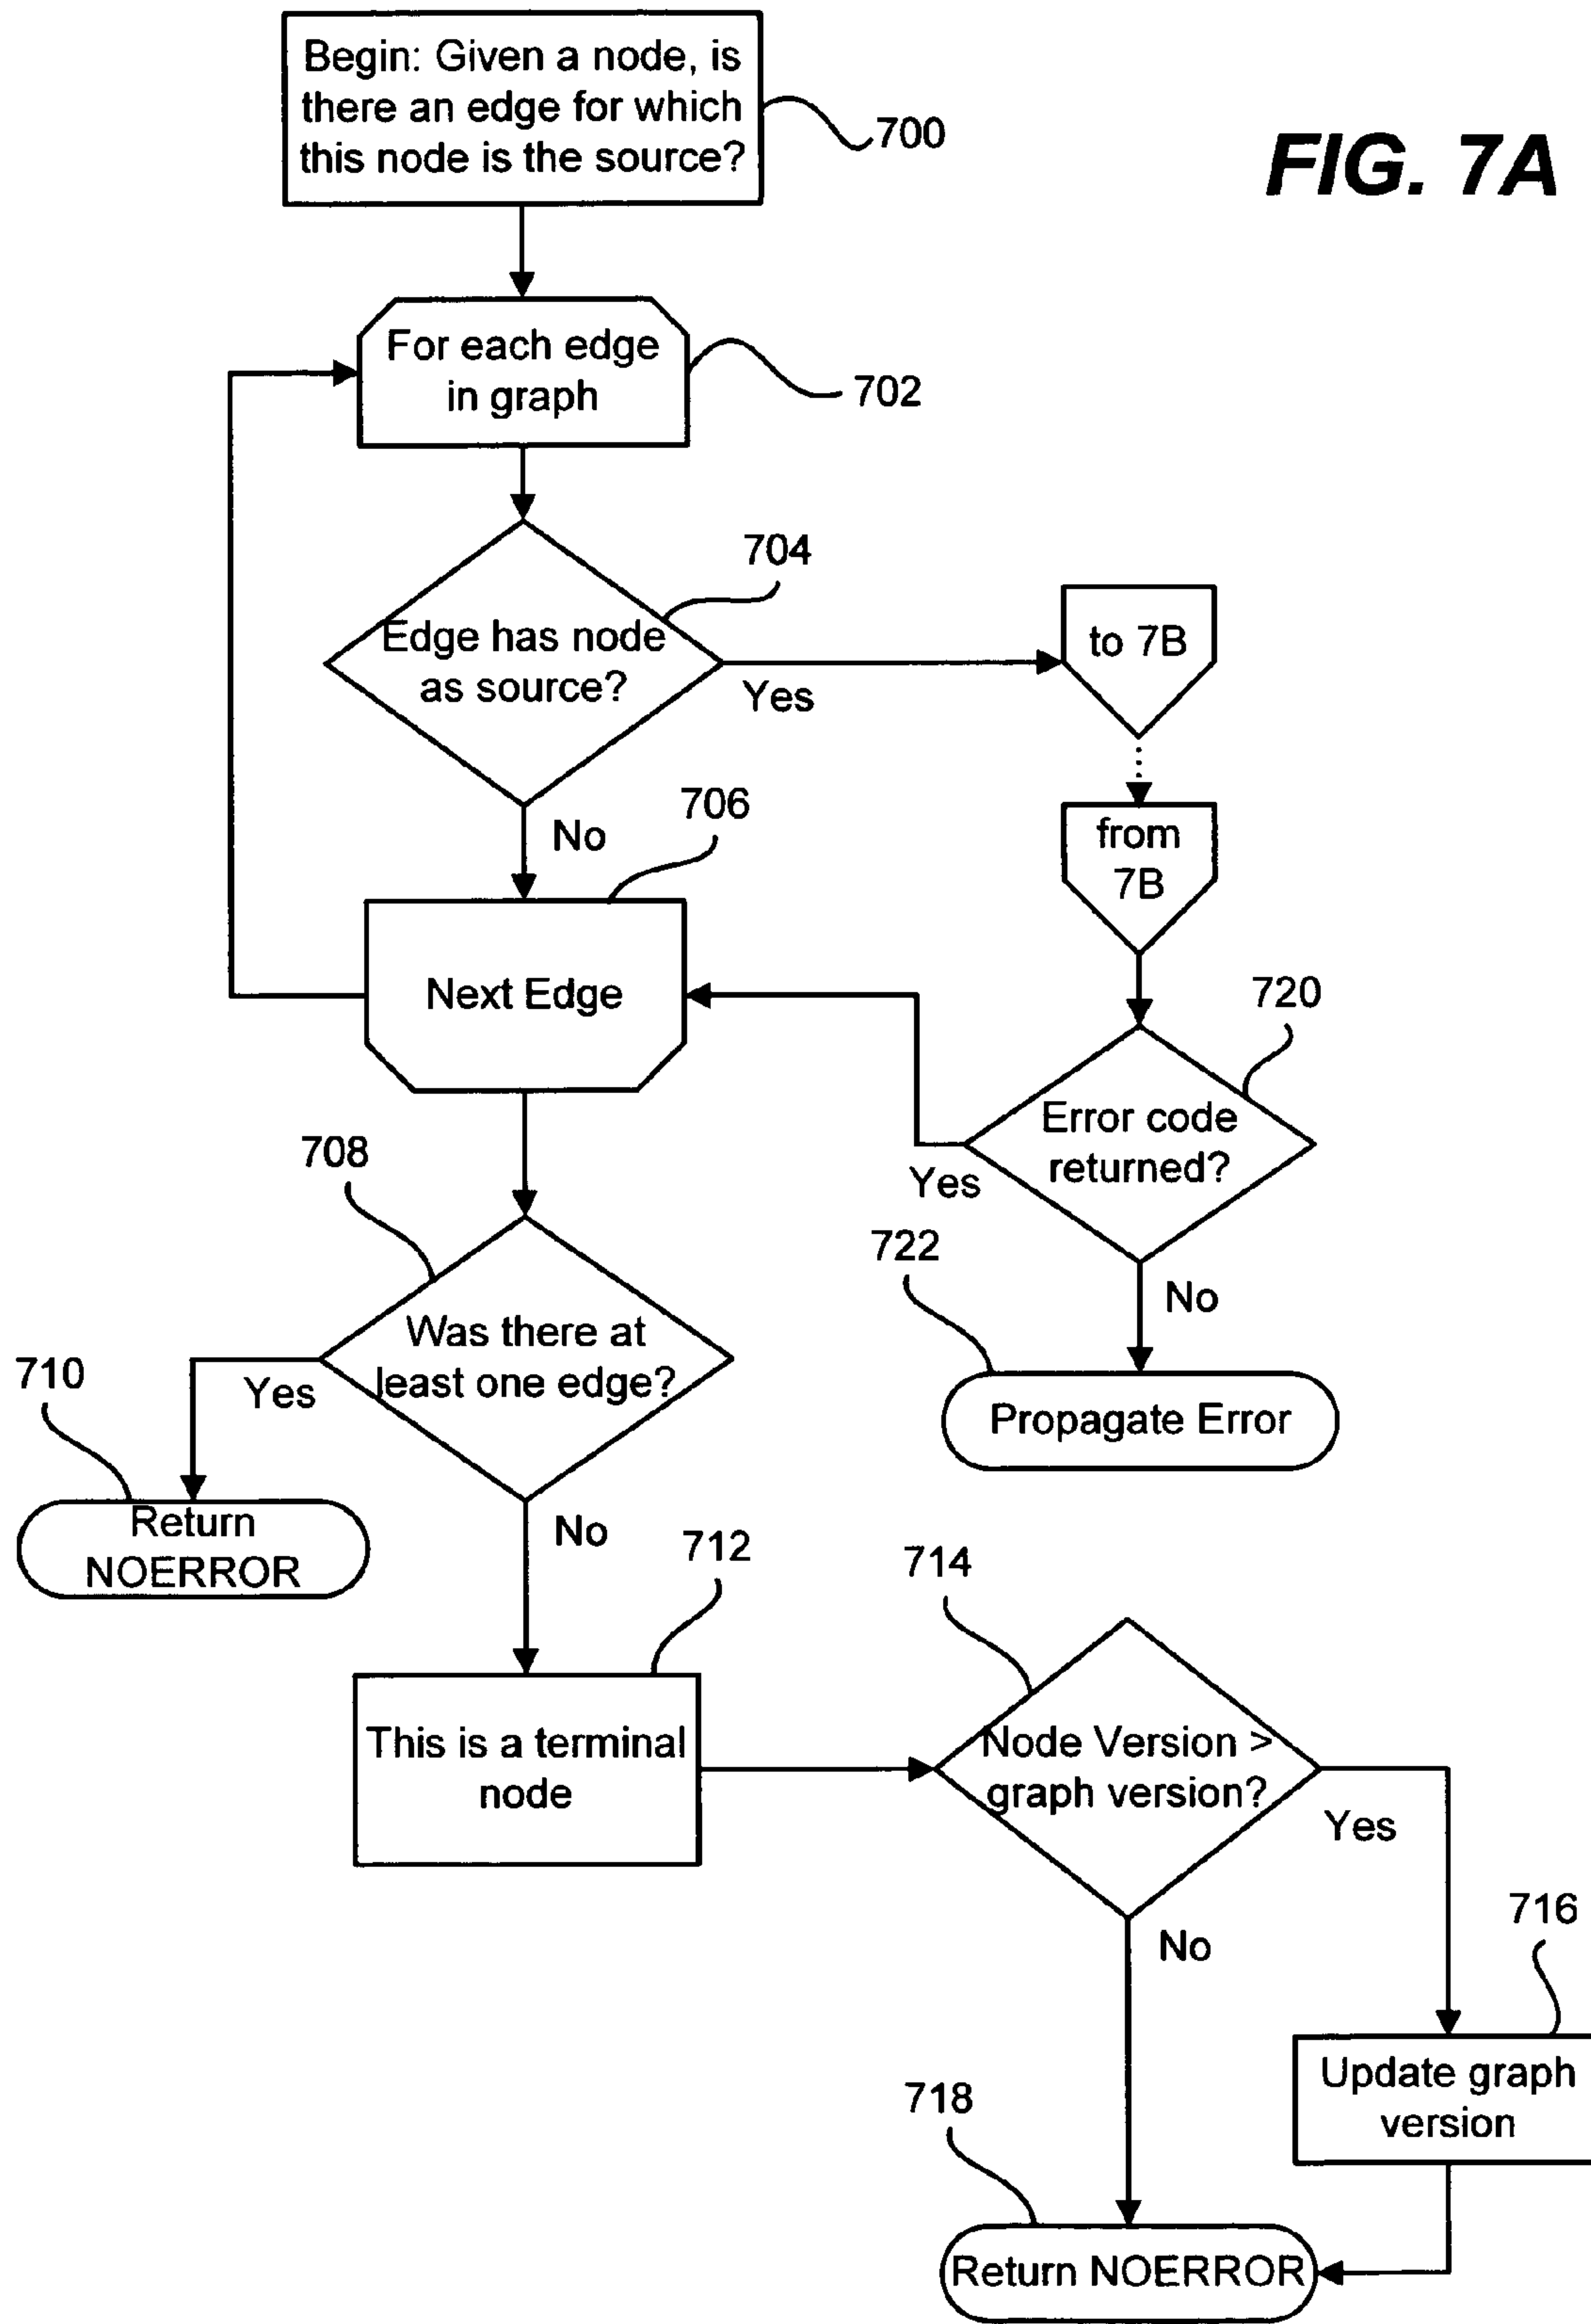 Begin: Given a node, is
there an edge for which
this node is the source?
700
FIG. 7A
For each edge
in graph
702
704
Edge has node
as source?
Yes
to 7B
No
706
from
7B
Next Edge
720
Error code
returned?
Yes
708
722
No
Was there at
least one edge?
Propagate Error
710
Yes
Return
NOERROR
No
712
714
This is a terminal
node
Node Version >
graph version?
Yes
No
716
Update graph
version
718
Return NOERROR